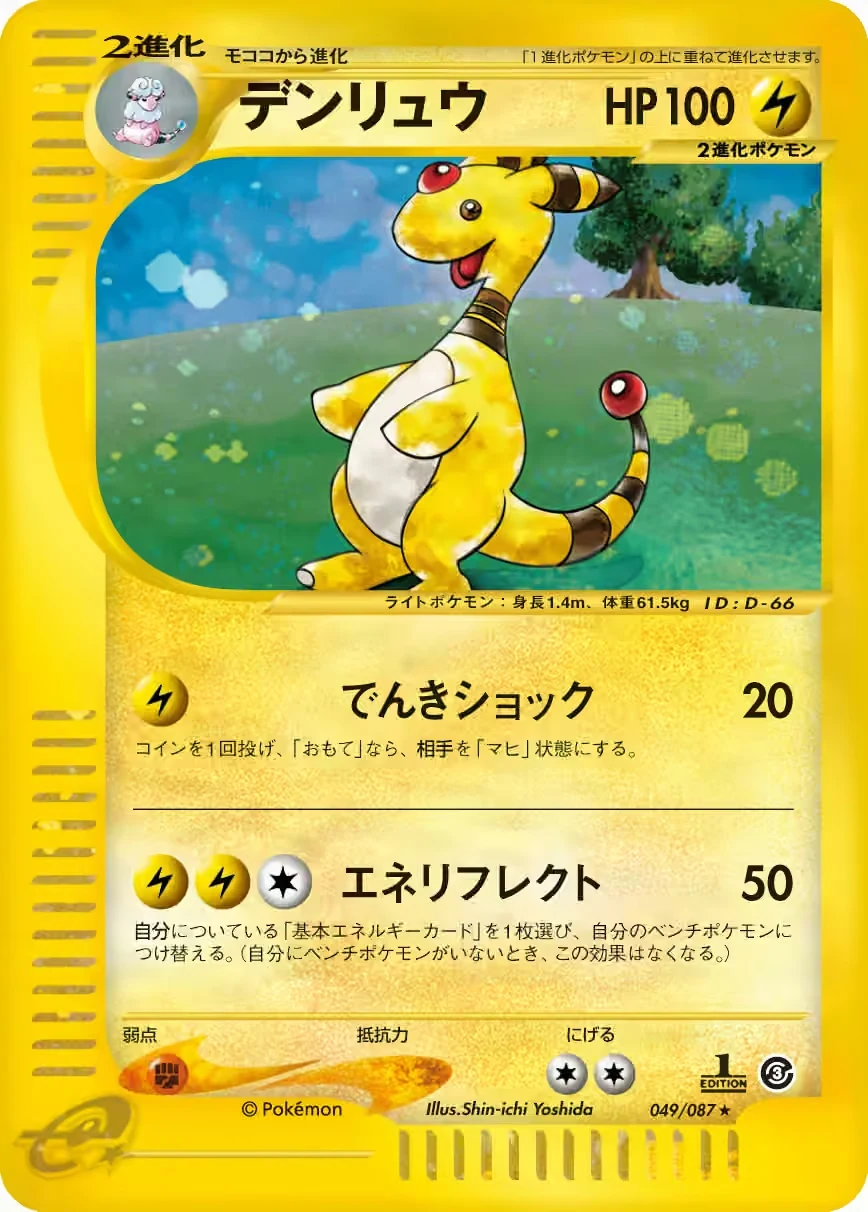 2進化 モココから進化 「1進化ポケモン」の上に重ねて進化させます。
デンリュウ HP100
2進化ポケモン
ライトポケモン：身長1.4m、体重61.5kg ID:D-66
でんきショック 20
コインを1回投げ、「おもて」なら、相手を「マヒ」状態にする。
エネリフレクト 50
自分についている「基本エネルギーカード」を1枚選び、自分のベンチポケモンに
つけ替える。（自分にベンチポケモンがいないとき、この効果はなくなる。）
弱点 抵抗力 にげる
1 EDITION 3
© Pokémon Illus.Shin-ichi Yoshida 049/087★
e